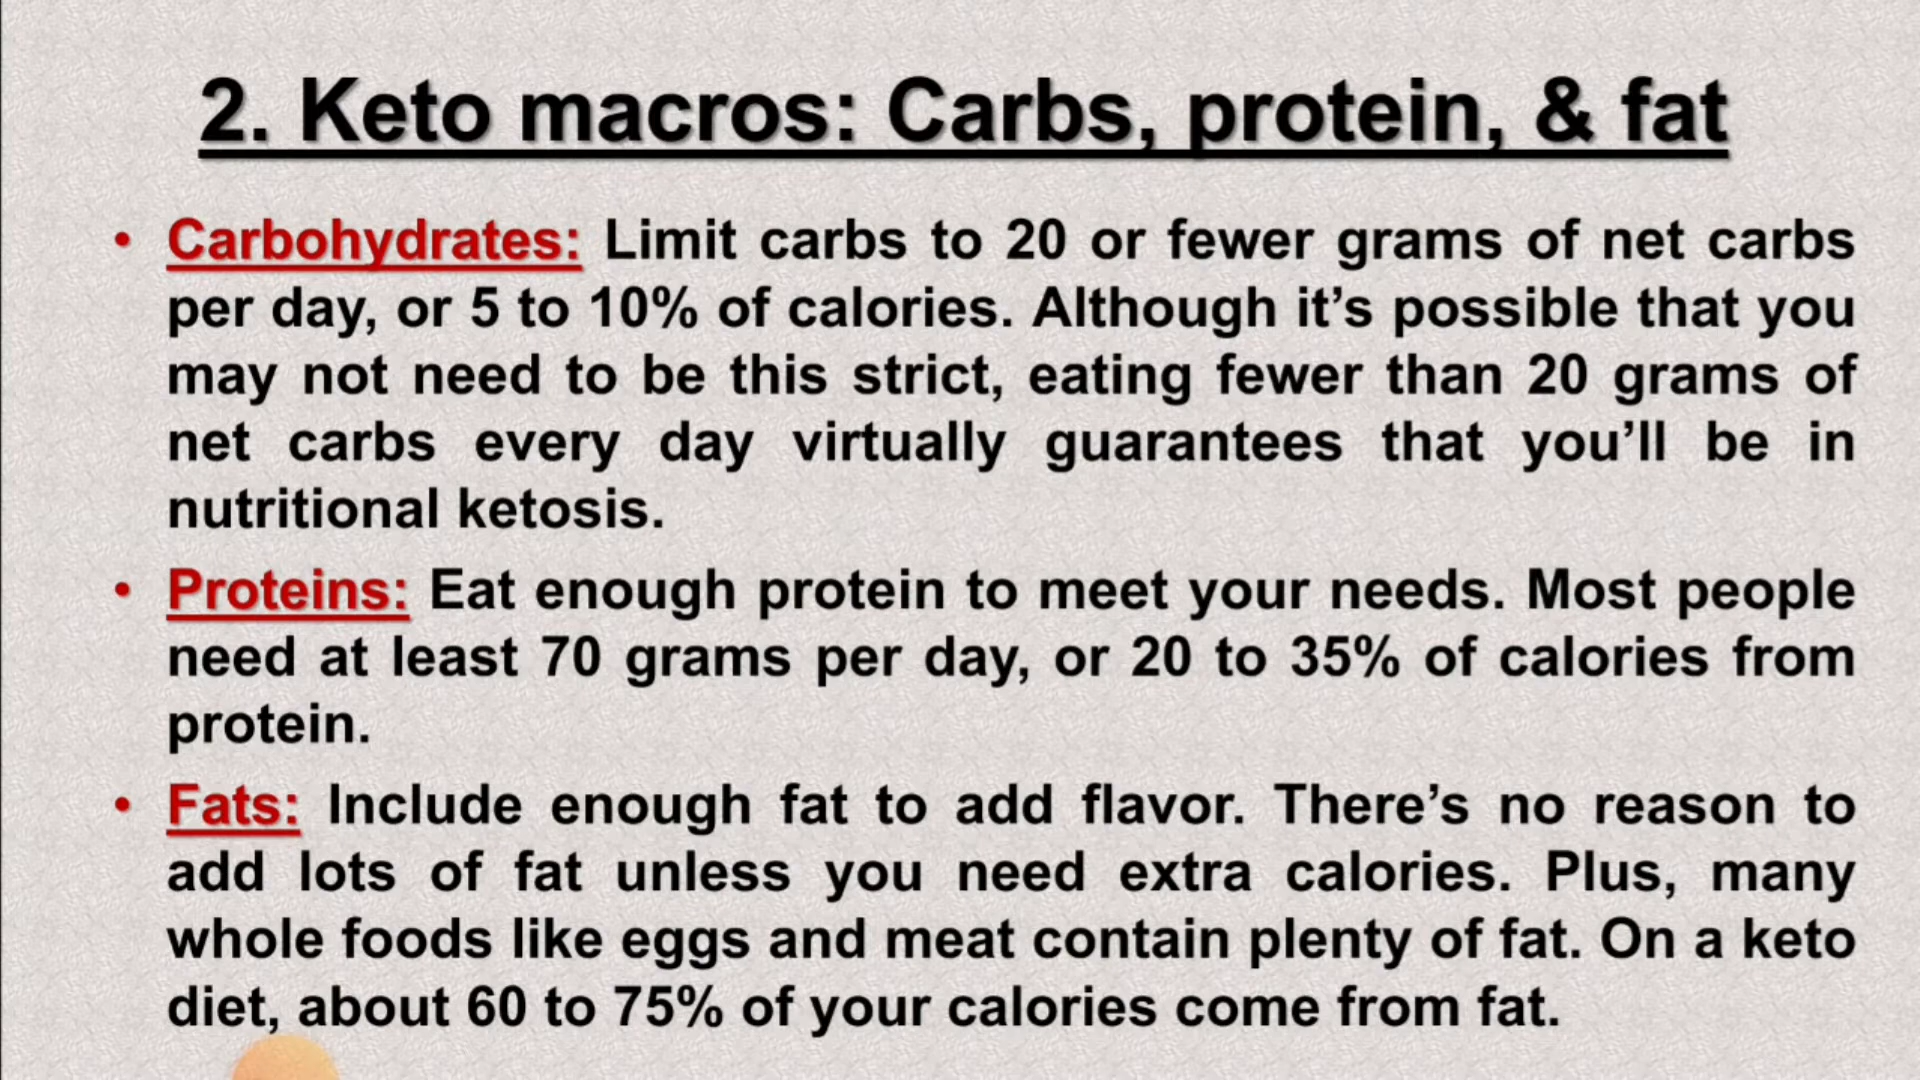 2. Keto macros: Carbs, protein, & fat
• Carbohydrates: Limit carbs to 20 or fewer grams of net carbs
per day, or 5 to 10% of calories. Although it’s possible that you
may not need to be this strict, eating fewer than 20 grams of
net carbs every day virtually guarantees that you’ll be in
nutritional ketosis.
• Proteins: Eat enough protein to meet your needs. Most people
need at least 70 grams per day, or 20 to 35% of calories from
protein.
• Fats: Include enough fat to add flavor. There’s no reason to
add lots of fat unless you need extra calories. Plus, many
whole foods like eggs and meat contain plenty of fat. On a keto
diet, about 60 to 75% of your calories come from fat.